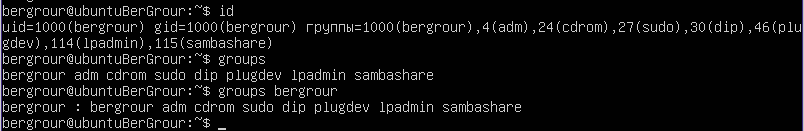 bergrour@ubuntuBerGrour:~$ id
uid=1000(bergrour) gid=1000(bergrour) группы=1000(bergrour),4(adm),24(cdrom),27(sudo),30(dip),46(plu
gdev),114(lpadmin),115(sambashare)
bergrour@ubuntuBerGrour:~$ groups
bergrour adm cdrom sudo dip plugdev lpadmin sambashare
bergrour@ubuntuBerGrour:~$ groups bergrour
bergrour : bergrour adm cdrom sudo dip plugdev lpadmin sambashare
bergrour@ubuntuBerGrour:~$ _